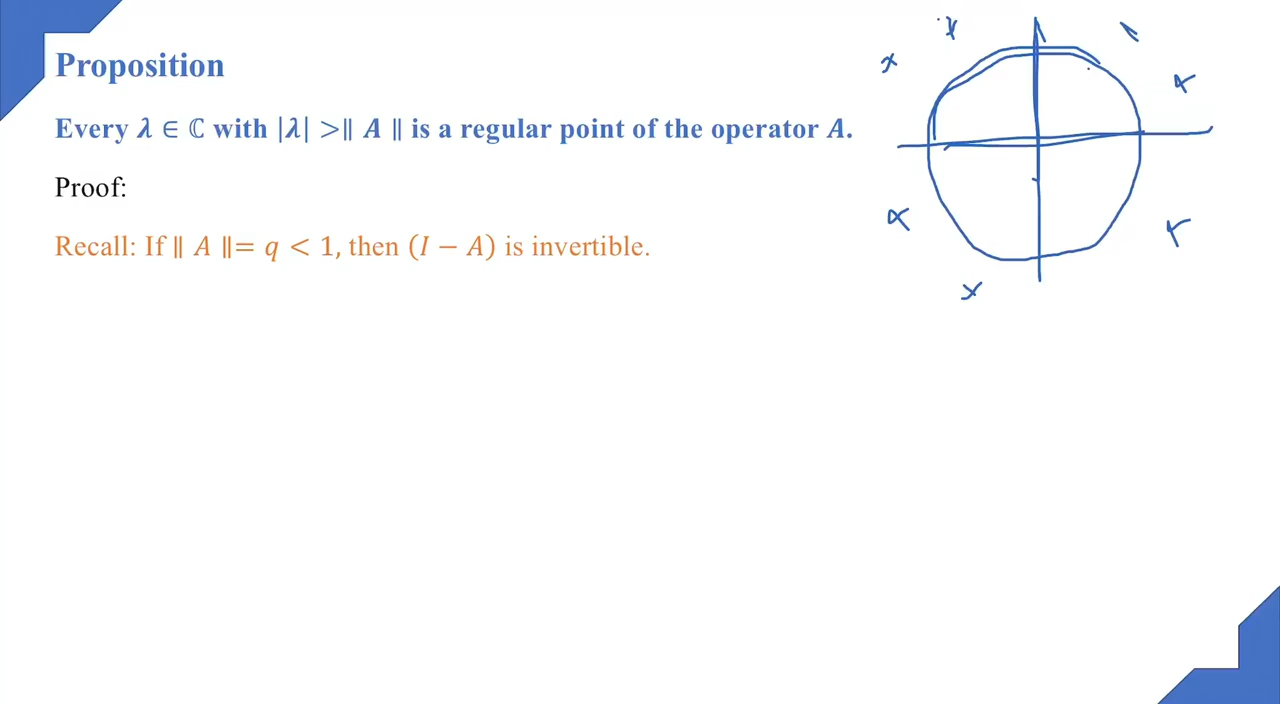 Proposition
Every λ ∈ ℂ with |λ| >∥ A ∥ is a regular point of the operator A.
Proof:
Recall: If ∥ A ∥= q < 1, then (I − A) is invertible.